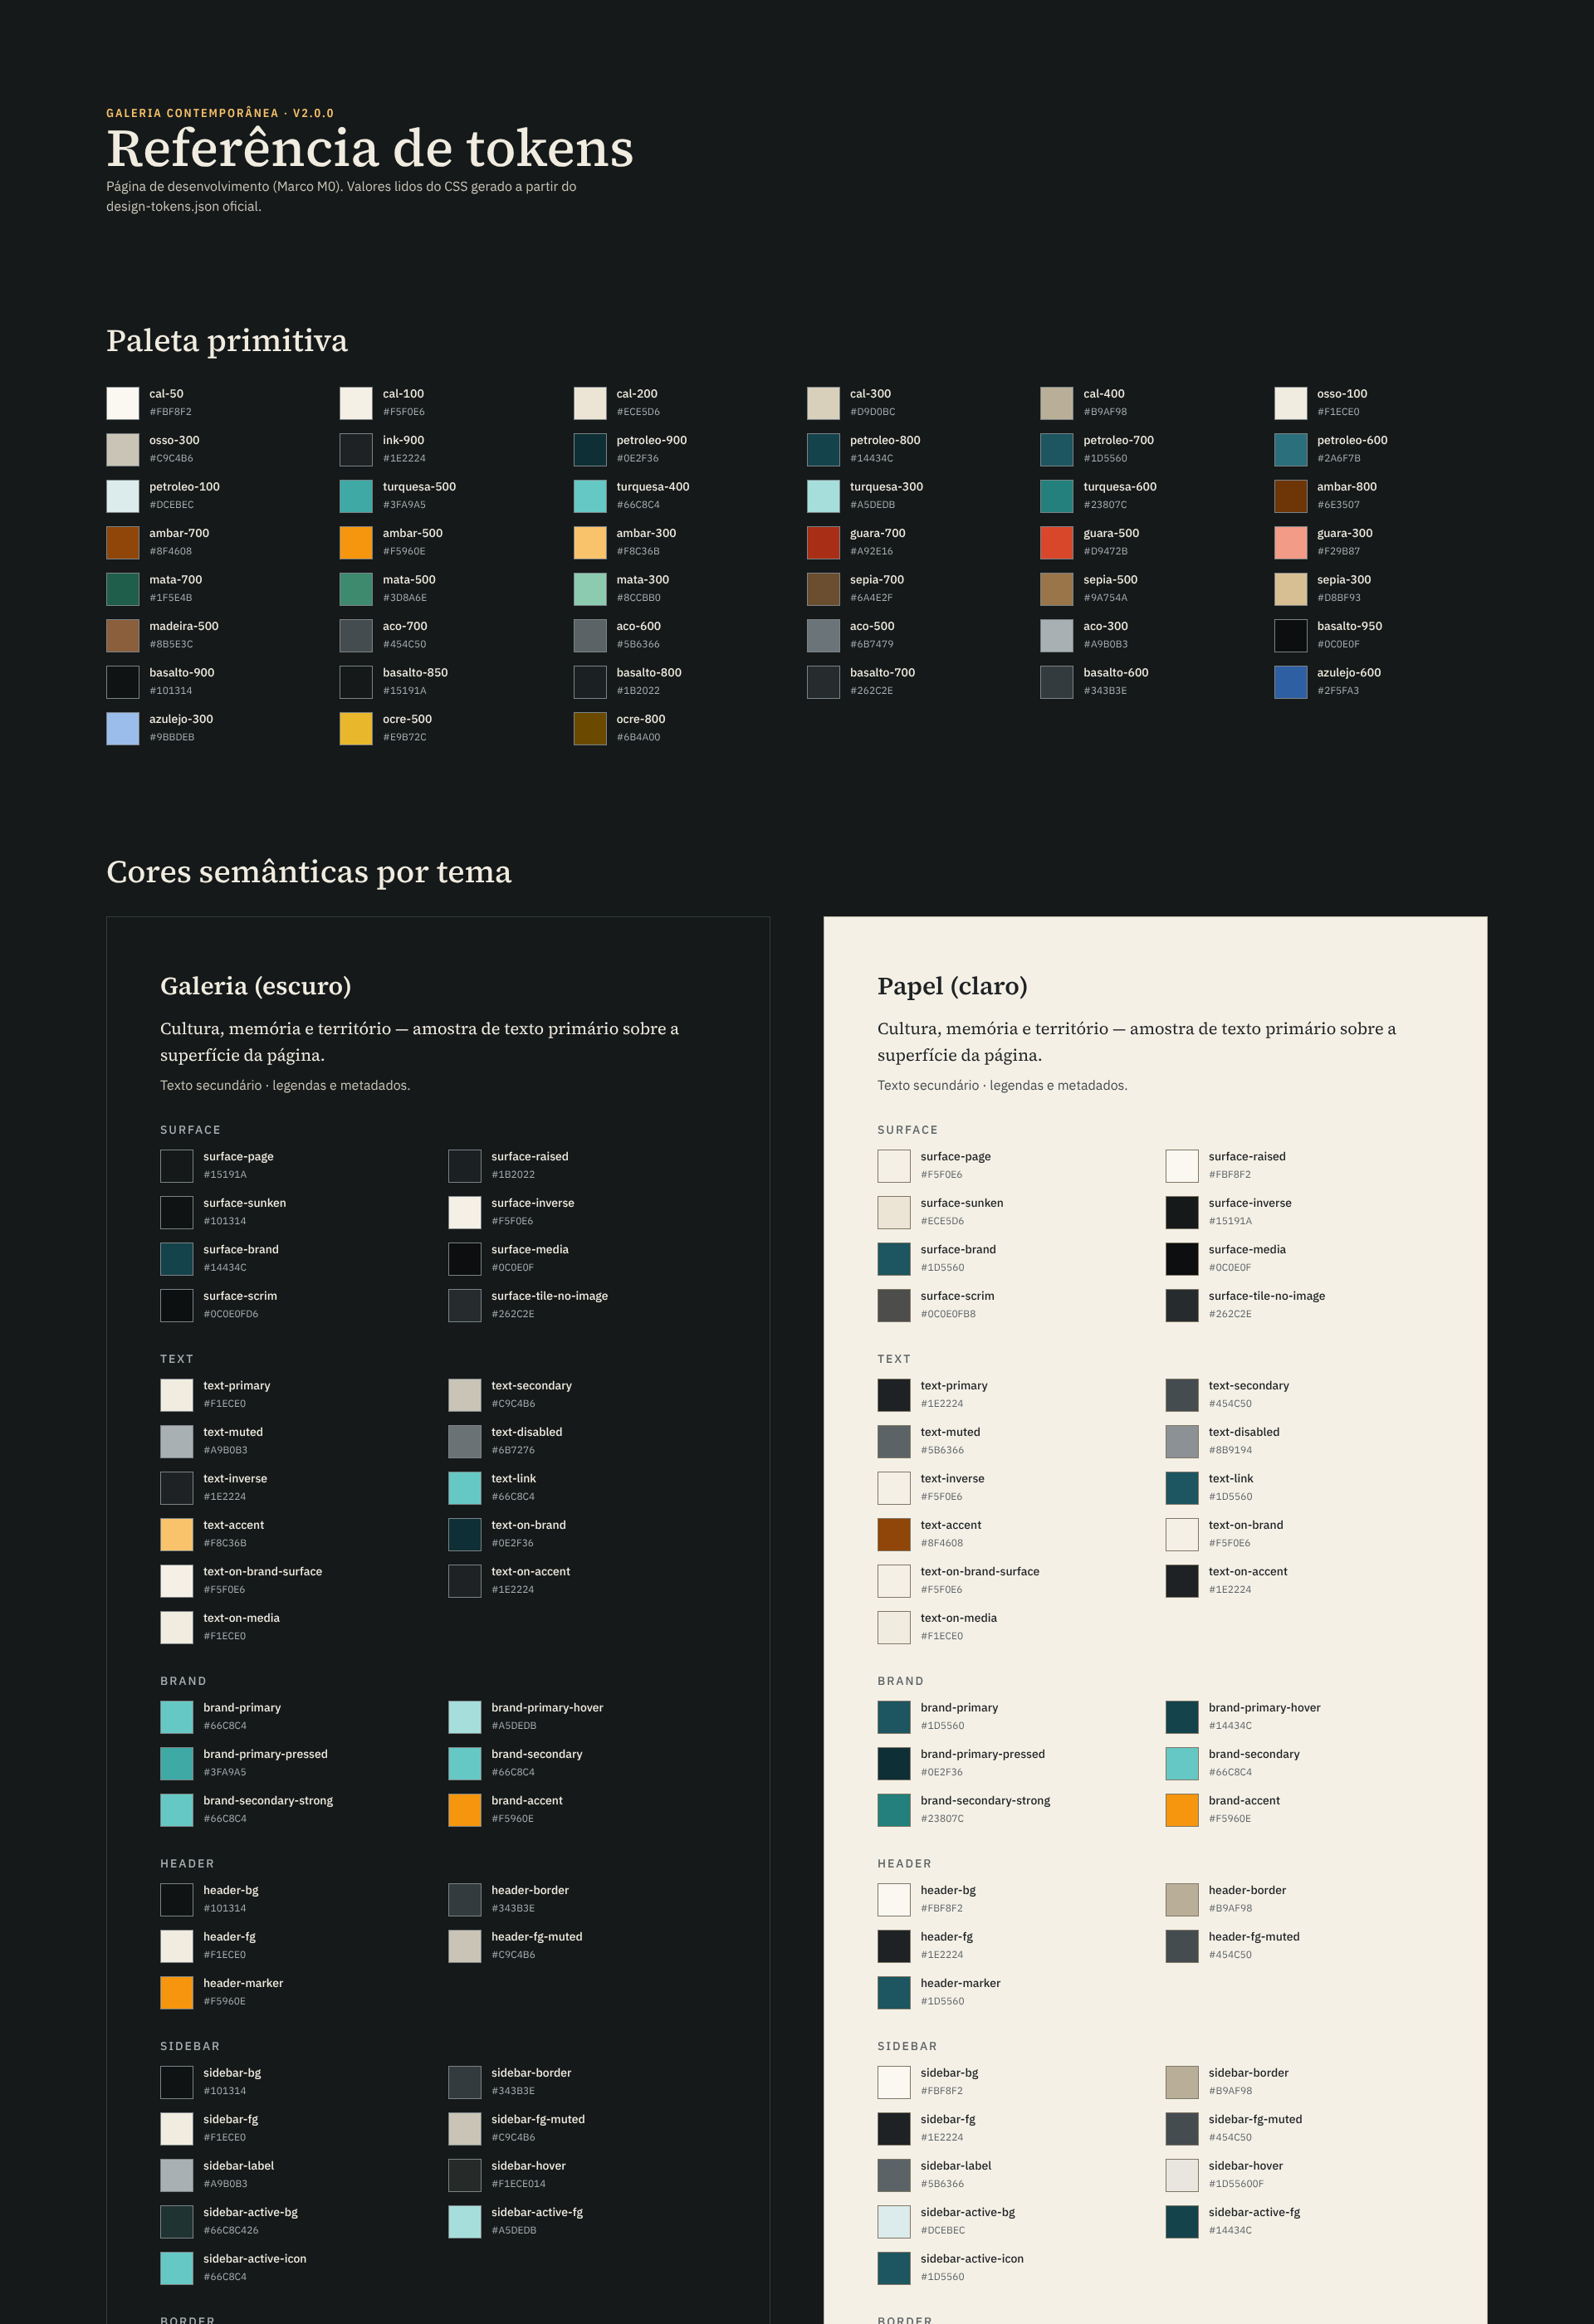 GALERIA CONTEMPORÂNEA · V2.0.0
Referência de tokens
Página de desenvolvimento (Marco M0). Valores lidos do CSS gerado a partir do
design-tokens.json oficial.
Paleta primitiva
cal-50
#FBF8F2
cal-100
#F5F0E6
cal-200
#ECE5D6
cal-300
#D9D0BC
cal-400
#B9AF98
osso-100
#F1ECE0
osso-300
#C9C4B6
ink-900
#1E2224
petroleo-900
#0E2F36
petroleo-800
#14434C
petroleo-700
#1D5560
petroleo-600
#2A6F7B
petroleo-100
#DCEBEC
turquesa-500
#3FA9A5
turquesa-400
#66C8C4
turquesa-300
#A5DEDB
turquesa-600
#23807C
ambar-800
#6E3507
ambar-700
#8F4608
ambar-500
#F5960E
ambar-300
#F8C36B
guara-700
#A92E16
guara-500
#D9472B
guara-300
#F29B87
mata-700
#1F5E4B
mata-500
#3D8A6E
mata-300
#8CCBB0
sepia-700
#6A4E2F
sepia-500
#9A754A
sepia-300
#D8BF93
madeira-500
#8B5E3C
aco-700
#454C50
aco-600
#5B6366
aco-500
#6B7479
aco-300
#A9B0B3
basalto-950
#0C0E0F
basalto-900
#101314
basalto-850
#15191A
basalto-800
#1B2022
basalto-700
#262C2E
basalto-600
#343B3E
azulejo-600
#2F5FA3
azulejo-300
#9BBDEB
ocre-500
#E9B72C
ocre-800
#6B4A00
Cores semânticas por tema
Galeria (escuro)
Cultura, memória e território — amostra de texto primário sobre a
superfície da página.
Texto secundário · legendas e metadados.
SURFACE
surface-page
#15191A
surface-raised
#1B2022
surface-sunken
#101314
surface-inverse
#F5F0E6
surface-brand
#14434C
surface-media
#0C0E0F
surface-scrim
#0C0E0FD6
surface-tile-no-image
#262C2E
TEXT
text-primary
#F1ECE0
text-secondary
#C9C4B6
text-muted
#A9B0B3
text-disabled
#6B7276
text-inverse
#1E2224
text-link
#66C8C4
text-accent
#F8C36B
text-on-brand
#0E2F36
text-on-brand-surface
#F5F0E6
text-on-accent
#1E2224
text-on-media
#F1ECE0
BRAND
brand-primary
#66C8C4
brand-primary-hover
#A5DEDB
brand-primary-pressed
#3FA9A5
brand-secondary
#66C8C4
brand-secondary-strong
#66C8C4
brand-accent
#F5960E
HEADER
header-bg
#101314
header-border
#343B3E
header-fg
#F1ECE0
header-fg-muted
#C9C4B6
header-marker
#F5960E
SIDEBAR
sidebar-bg
#101314
sidebar-border
#343B3E
sidebar-fg
#F1ECE0
sidebar-fg-muted
#C9C4B6
sidebar-label
#A9B0B3
sidebar-hover
#F1ECE014
sidebar-active-bg
#66C8C426
sidebar-active-fg
#A5DEDB
sidebar-active-icon
#66C8C4
BORDER
Papel (claro)
Cultura, memória e território — amostra de texto primário sobre a
superfície da página.
Texto secundário · legendas e metadados.
SURFACE
surface-page
#F5F0E6
surface-raised
#FBF8F2
surface-sunken
#ECE5D6
surface-inverse
#15191A
surface-brand
#1D5560
surface-media
#0C0E0F
surface-scrim
#0C0E0FB8
surface-tile-no-image
#262C2E
TEXT
text-primary
#1E2224
text-secondary
#454C50
text-muted
#5B6366
text-disabled
#8B9194
text-inverse
#F5F0E6
text-link
#1D5560
text-accent
#8F4608
text-on-brand
#F5F0E6
text-on-brand-surface
#F5F0E6
text-on-accent
#1E2224
text-on-media
#F1ECE0
BRAND
brand-primary
#1D5560
brand-primary-hover
#14434C
brand-primary-pressed
#0E2F36
brand-secondary
#66C8C4
brand-secondary-strong
#23807C
brand-accent
#F5960E
HEADER
header-bg
#FBF8F2
header-border
#B9AF98
header-fg
#1E2224
header-fg-muted
#454C50
header-marker
#1D5560
SIDEBAR
sidebar-bg
#FBF8F2
sidebar-border
#B9AF98
sidebar-fg
#1E2224
sidebar-fg-muted
#454C50
sidebar-label
#5B6366
sidebar-hover
#1D55600F
sidebar-active-bg
#DCEBEC
sidebar-active-fg
#14434C
sidebar-active-icon
#1D5560
BORDER